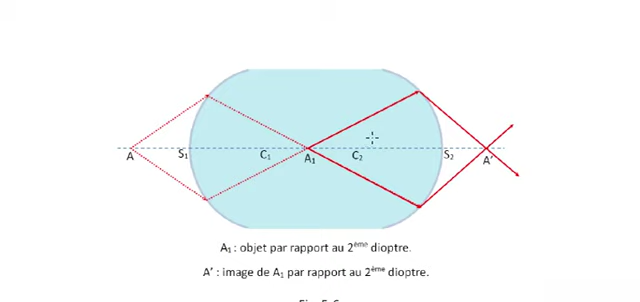 A S₁ C₁ A₁ C₂ S₂ A’
A₁ : objet par rapport au 2ème dioptre.
A’ : image de A₁ par rapport au 2ème dioptre.